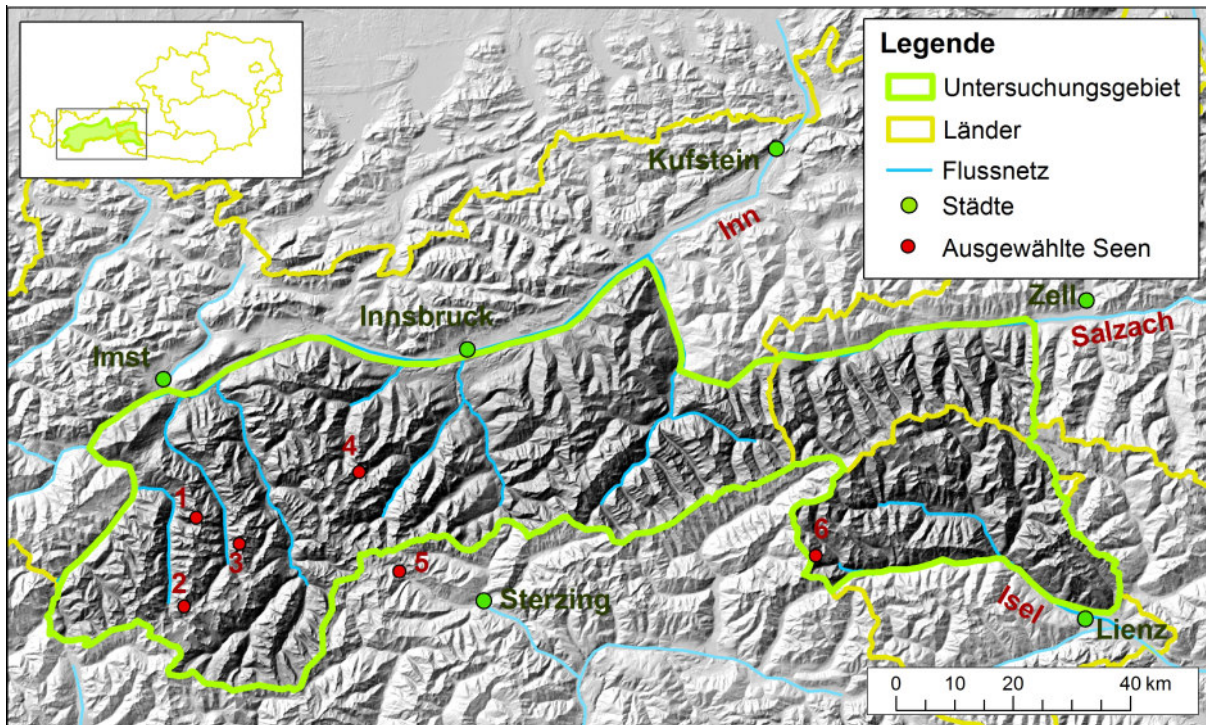 Legende
Untersuchungsgebiet
Länder
Flussnetz
Städte
Ausgewählte Seen
Kufstein
Inn
Zell
Salzach
Innsbruck
Imst
4
1
3
2
5
6
Sterzing
Isel
Lienz
0 10 20 40 km